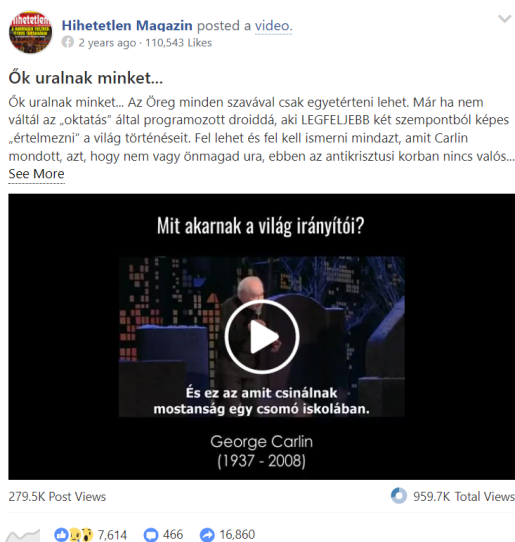 Hihetetlen Magazin posted a video.
2 years ago · 110,543 Likes
Ők uralnak minket...
Ők uralnak minket... Az Öreg minden szavával csak egyetérteni lehet. Már ha nem
váltál az „oktatás" által programozott droiddá, aki LEGFELJEBB két szempontból képes
„értelmezni" a világ történéseit. Fel lehet és fel kell ismerni mindazt, amit Carlin
mondott, azt, hogy nem vagy önmagad ura, ebben az antikrisztusi korban nincs valós...
See More
Mit akarnak a világ irányítói?
És ez az amit csinálnak
mostanság egy csomó iskolában.
George Carlin
(1937 - 2008)
279.5K Post Views
959.7K Total Views
7,614
466
16,860